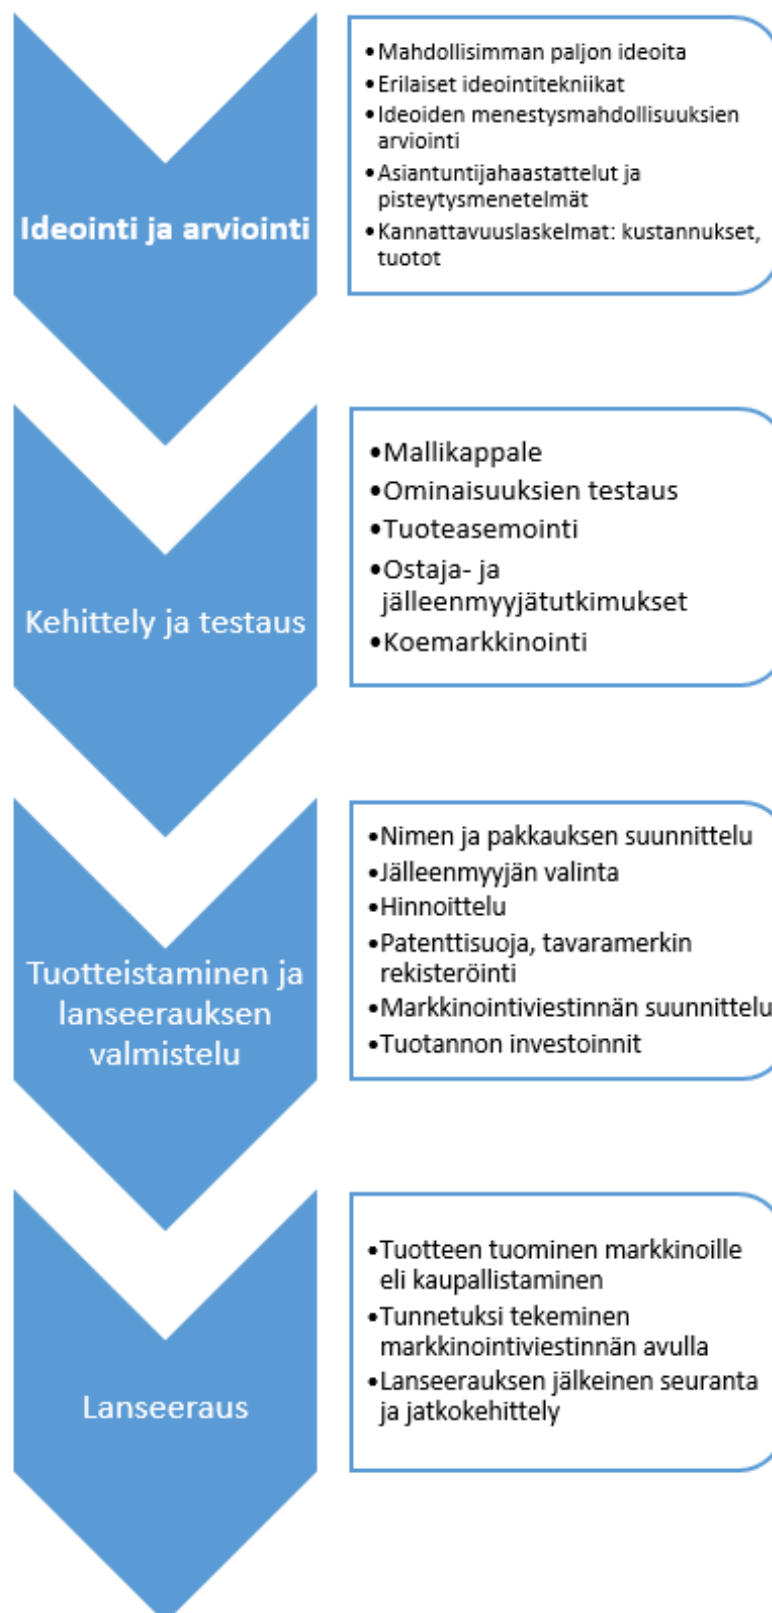 Ideointi ja arviointi
•Mahdollisimman paljon ideoita
•Erilaiset ideointitekniikat
•Ideoiden menestysmahdollisuuksien
arviointi
•Asiantuntijahaastattelut ja
pisteytysmenetelmät
•Kannattavuuslaskelmat: kustannukset,
tuotot
Kehittely ja testaus
•Mallikappale
•Ominaisuuksien testaus
•Tuoteasemointi
•Ostaja- ja
jälleenmyyjätutkimukset
•Koemarkkinointi
Tuotteistaminen ja
lanseerauksen
valmistelu
•Nimen ja pakkauksen suunnittelu
•Jälleenmyyjän valinta
•Hinnoittelu
•Patenttisuoja, tavaramerkin
rekisteröinti
•Markkinointiviestinnän suunnittelu
•Tuotannon investoinnit
Lanseeraus
•Tuotteen tuominen markkinoille
eli kaupallistaminen
•Tunnetuksi tekeminen
markkinointiviestinnän avulla
•Lanseerauksen jälkeinen seuranta
ja jatkokehittely